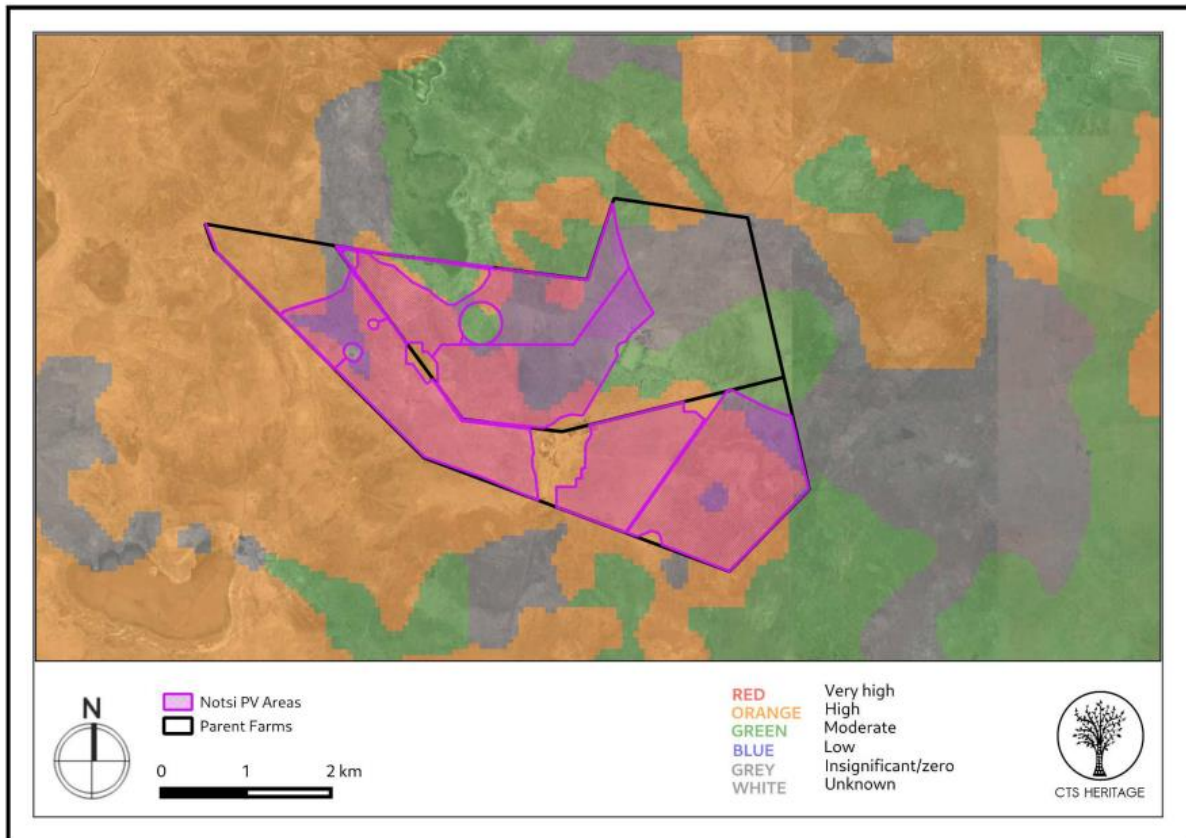 N
Notsi PV Areas
Parent Farms
0 1 2 km
RED Very high
ORANGE High
GREEN Moderate
BLUE Low
GREY Insignificant/zero
WHITE Unknown
CTS HERITAGE